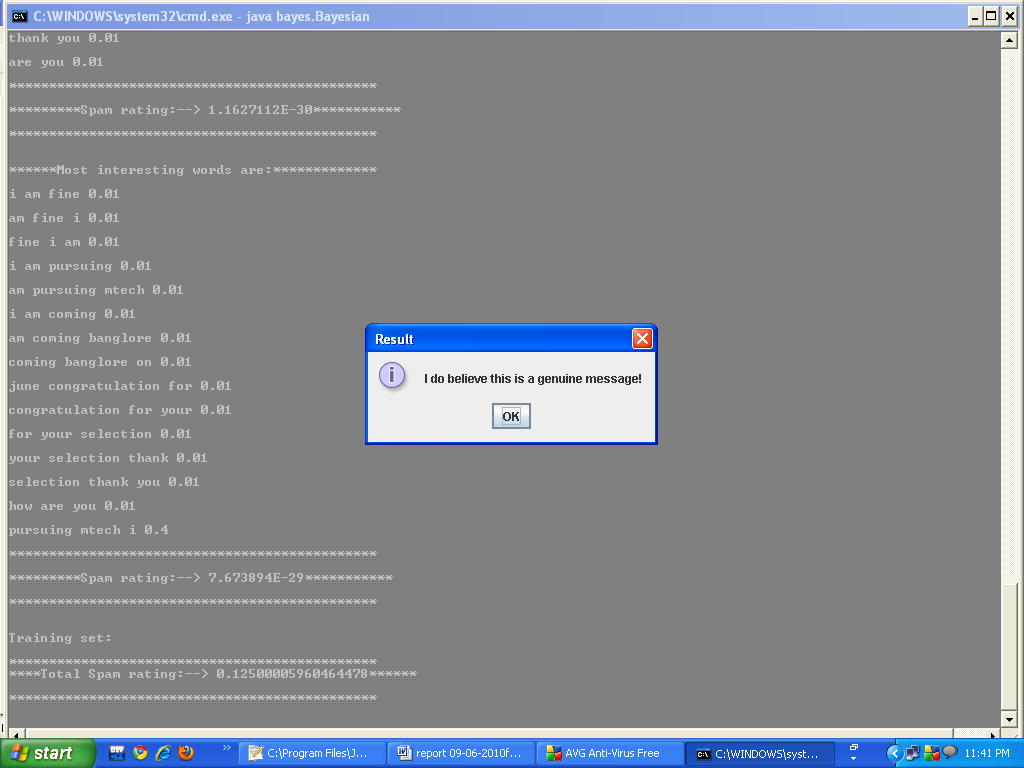 C:\WINDOWS\system32\cmd.exe - java bayes.Bayesian
thank you 0.01
are you 0.01
***********************************************
*********Spam rating:--> 1.1627112E-30***********
***********************************************
******Most interesting words are:*************
i am fine 0.01
am fine i 0.01
fine i am 0.01
i am pursuing 0.01
am pursuing mtech 0.01
i am coming 0.01
am coming banglore 0.01
coming banglore on 0.01
june congratulation for 0.01
congratulation for your 0.01
for your selection 0.01
your selection thank 0.01
selection thank you 0.01
how are you 0.01
pursuing mtech i 0.4
***********************************************
*********Spam rating:--> 7.673894E-29***********
***********************************************
Training set:
***********************************************
****Total Spam rating:--> 0.12500005960464478******
***********************************************
Result
I do believe this is a genuine message!
OK
start
C:\Program Files\J...
report 09-06-2010f...
AVG Anti-Virus Free
C:\WINDOWS\syst...
11:41 PM